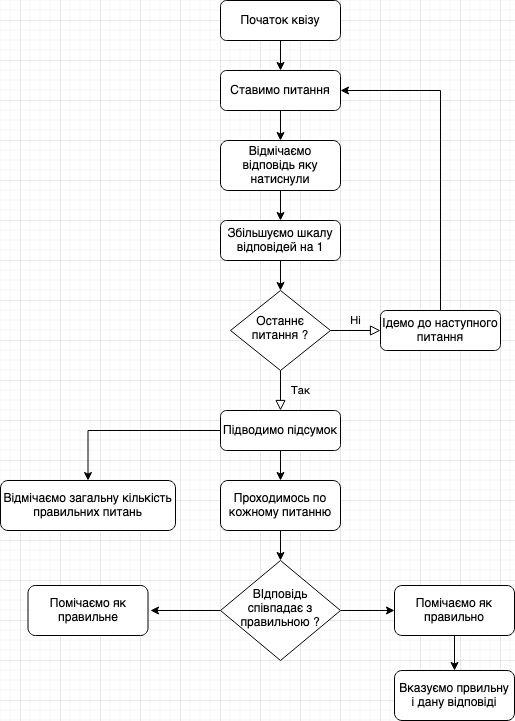 Початок квізу
Ставимо питання
Відмічаємо
відповідь яку
натиснули
Збільшуємо шкалу
відповідей на 1
Останнє
питання ?
Ні
Ідемо до наступного
питання
Так
Підводимо підсумок
Відмічаємо загальну кількість
правильних питань
Проходимось по
кожному питанню
ВІдповідь
співпадає з
правильною ?
Помічаємо як
правильне
Помічаємо як
правильно
Вказуємо првильну
і дану відповіді